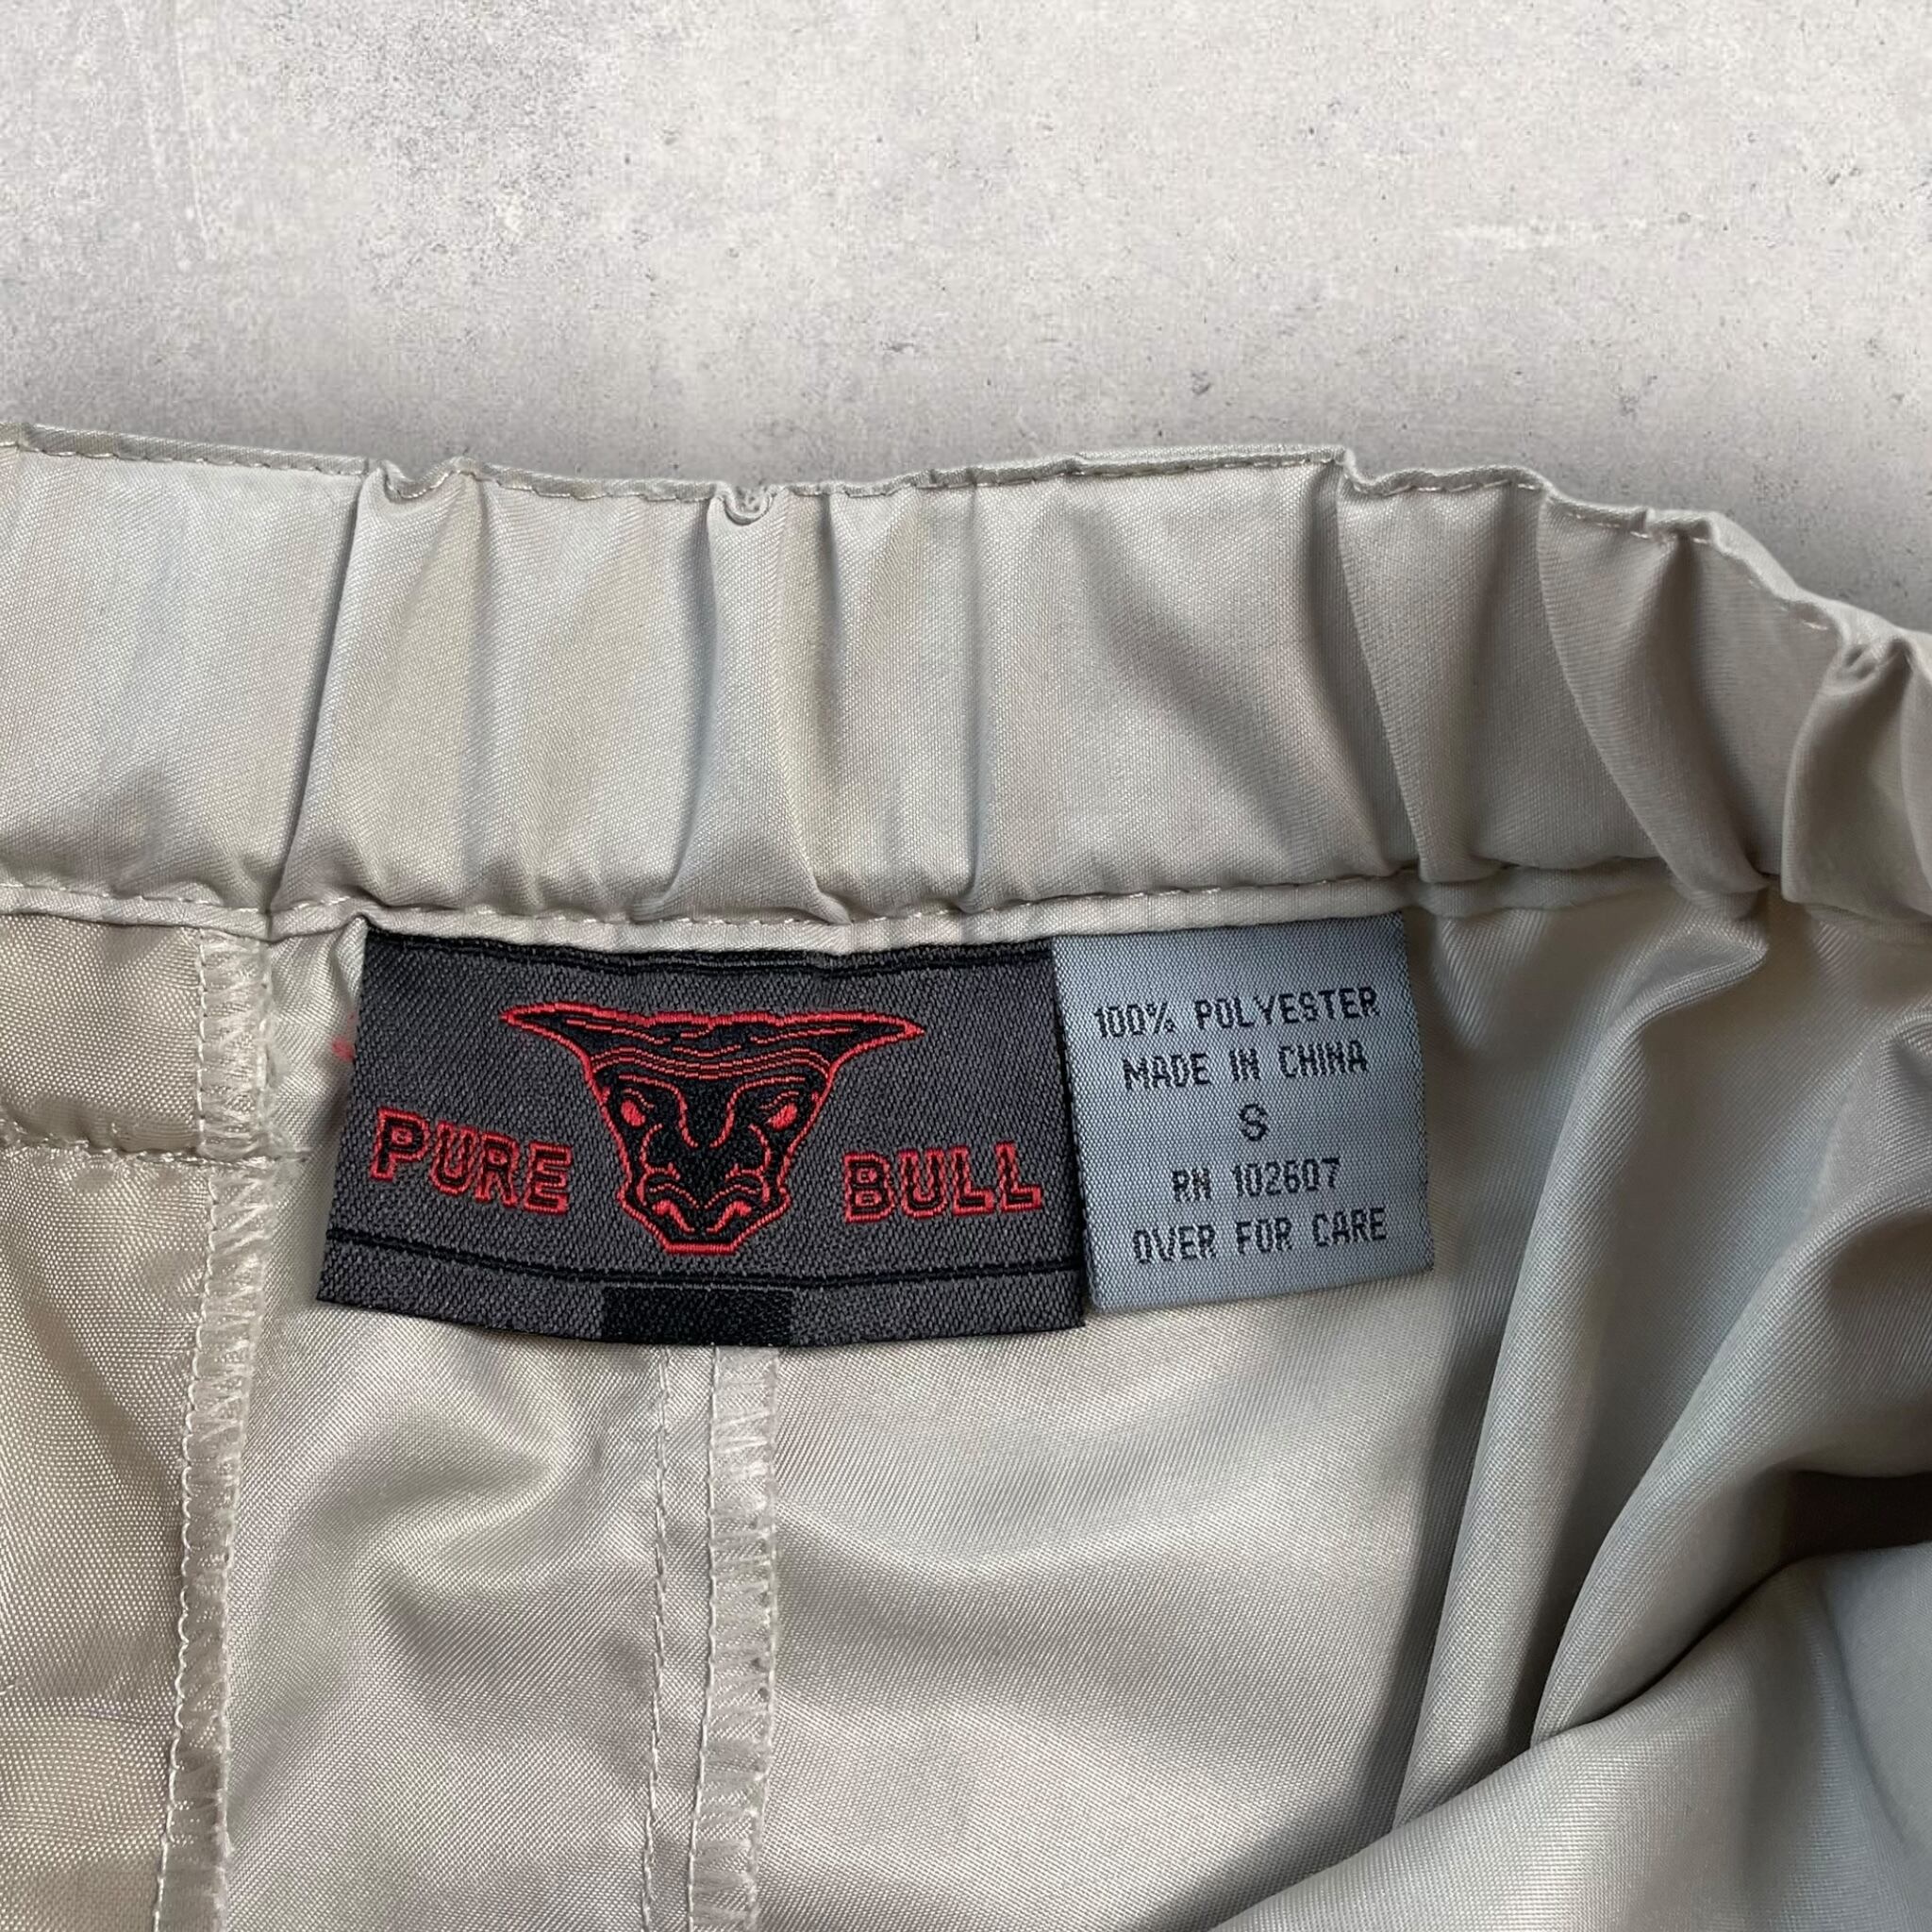 PURE BULL
100% POLYESTER
MADE IN CHINA
S
RN 102607
OVER FOR CARE